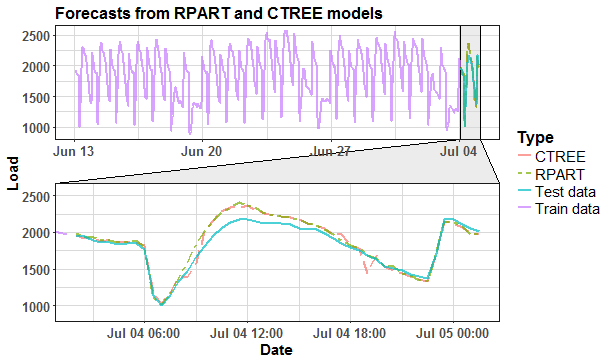 Forecasts from RPART and CTREE models
2500
2000
1500
1000
Jun 13
Jun 20
Jun 27
Jul 04
Load
2500
2000
1500
1000
Jul 04 06:00
Jul 04 12:00
Jul 04 18:00
Jul 05 00:00
Date
Type
CTREE
RPART
Test data
Train data